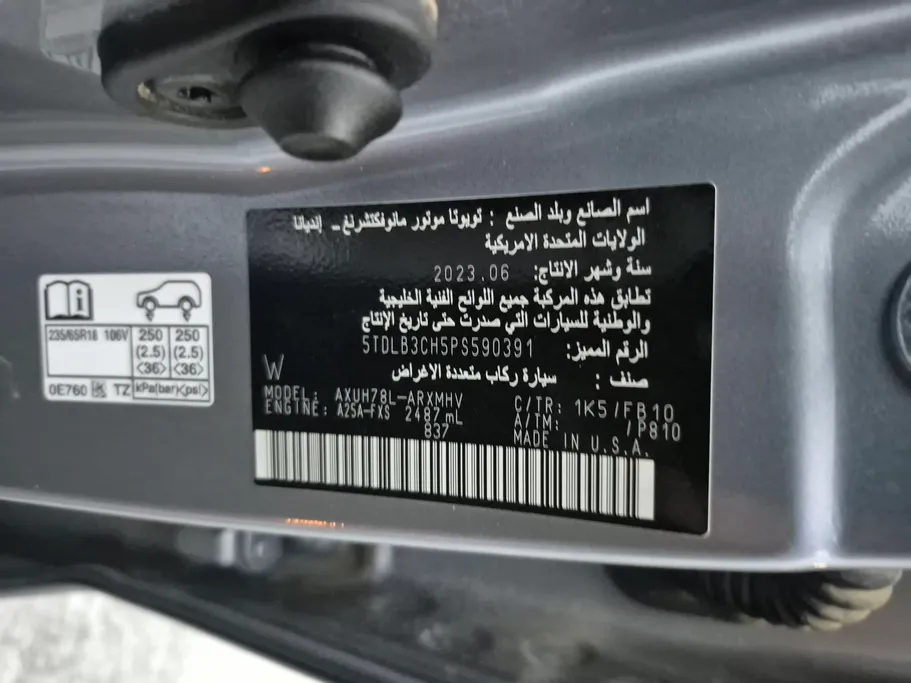 235/65R18 106V
250 (2.5) <36>
250 (2.5) <36>
0E760 TZ kPa(bar)<psi>
اسم الصانع وبلد الصنع : تويوتا موتور مانوفكتشرنغ - إنديانا
الولايات المتحدة الامريكية
سنة وشهر الانتاج: 2023.06
تطابق هذه المركبة جميع اللوائح الفنية الخليجية
والوطنية للسيارات التي صدرت حتى تاريخ الإنتاج
الرقم المميز: 5TDLB3CH5PS590391
صنف : سيارة ركاب متعددة الاغراض
W
MODEL: AXUH78L-ARXMHV C/TR: 1K5/FB10
ENGINE: A25A-FXS 2487 mL A/TM: /P810
837 MADE IN U.S.A.